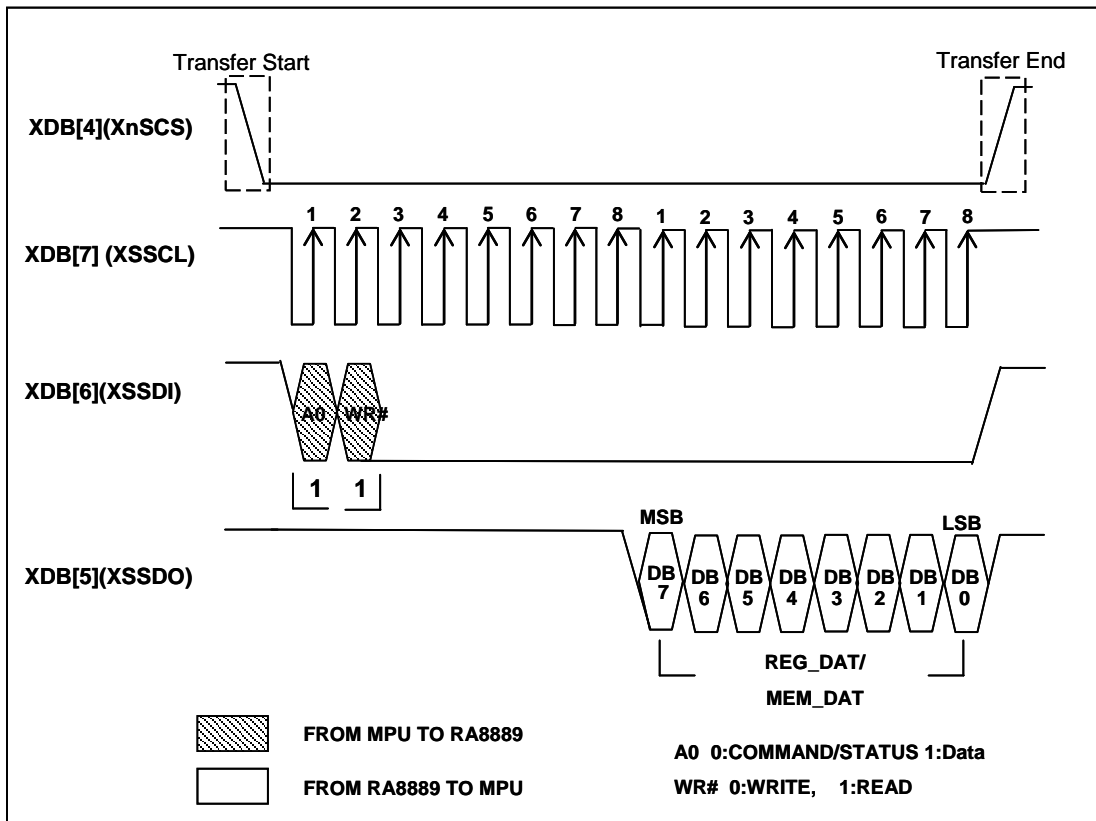 Transfer Start
Transfer End
XDB[4](XnSCS)
1 2 3 4 5 6 7 8 1 2 3 4 5 6 7 8
XDB[7] (XSSCL)
XDB[6](XSSDI)
A0 WR#
1 1
MSB LSB
XDB[5](XSSDO)
DB DB DB DB DB DB DB DB
7 6 5 4 3 2 1 0
REG_DAT/
MEM_DAT
FROM MPU TO RA8889
A0 0:COMMAND/STATUS 1:Data
FROM RA8889 TO MPU
WR# 0:WRITE, 1:READ